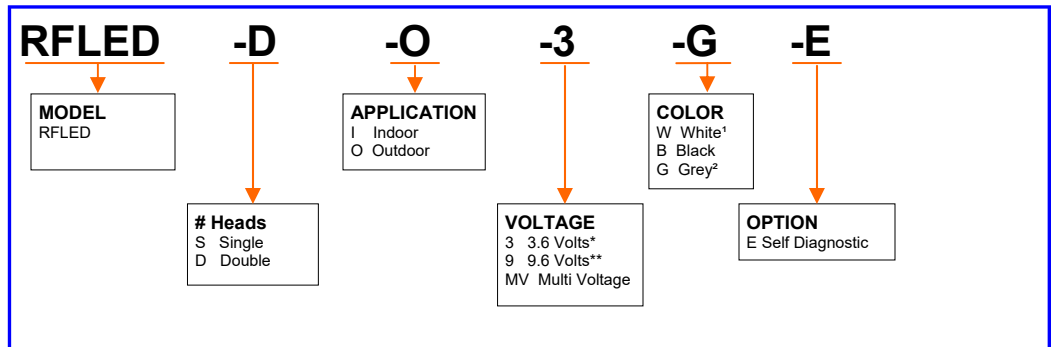 RFLED -D -O -3 -G -E
MODEL
RFLED
APPLICATION
I Indoor
O Outdoor
COLOR
W White¹
B Black
G Grey²
# Heads
S Single
D Double
VOLTAGE
3 3.6 Volts*
9 9.6 Volts**
MV Multi Voltage
OPTION
E Self Diagnostic